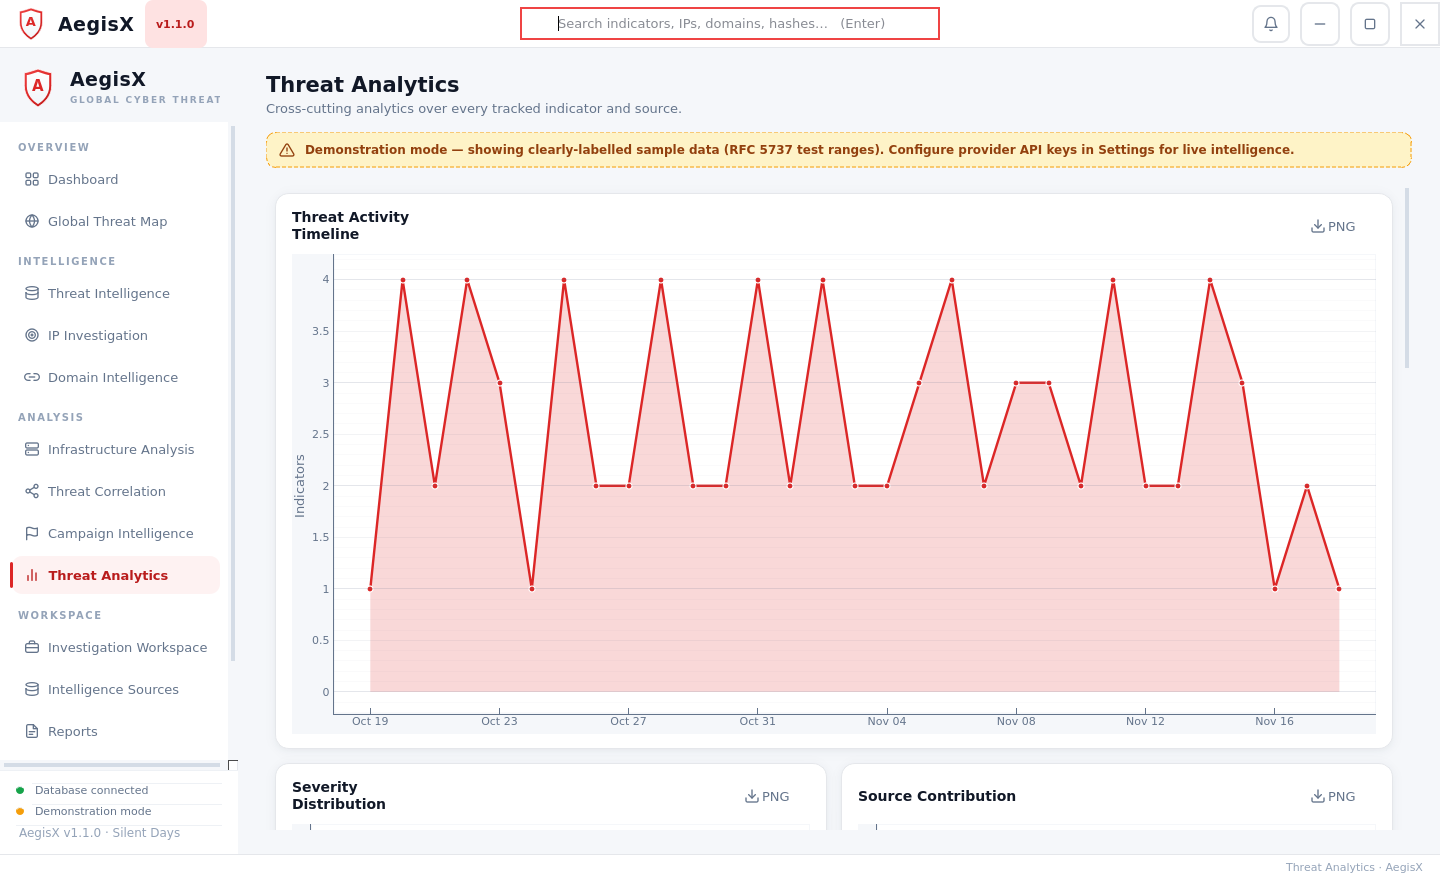 A AegisX v1.1.0
Search indicators, IPs, domains, hashes... (Enter)
A AegisX
GLOBAL CYBER THREAT
OVERVIEW
Dashboard
Global Threat Map
INTELLIGENCE
Threat Intelligence
IP Investigation
Domain Intelligence
ANALYSIS
Infrastructure Analysis
Threat Correlation
Campaign Intelligence
Threat Analytics
WORKSPACE
Investigation Workspace
Intelligence Sources
Reports
Database connected
Demonstration mode
AegisX v1.1.0 · Silent Days
Threat Analytics
Cross-cutting analytics over every tracked indicator and source.
Demonstration mode — showing clearly-labelled sample data (RFC 5737 test ranges). Configure provider API keys in Settings for live intelligence.
Threat Activity
Timeline
PNG
Indicators
4
3.5
3
2.5
2
1.5
1
0.5
0
Oct 19 Oct 23 Oct 27 Oct 31 Nov 04 Nov 08 Nov 12 Nov 16
Severity
Distribution
PNG
Source Contribution
PNG
Threat Analytics · AegisX